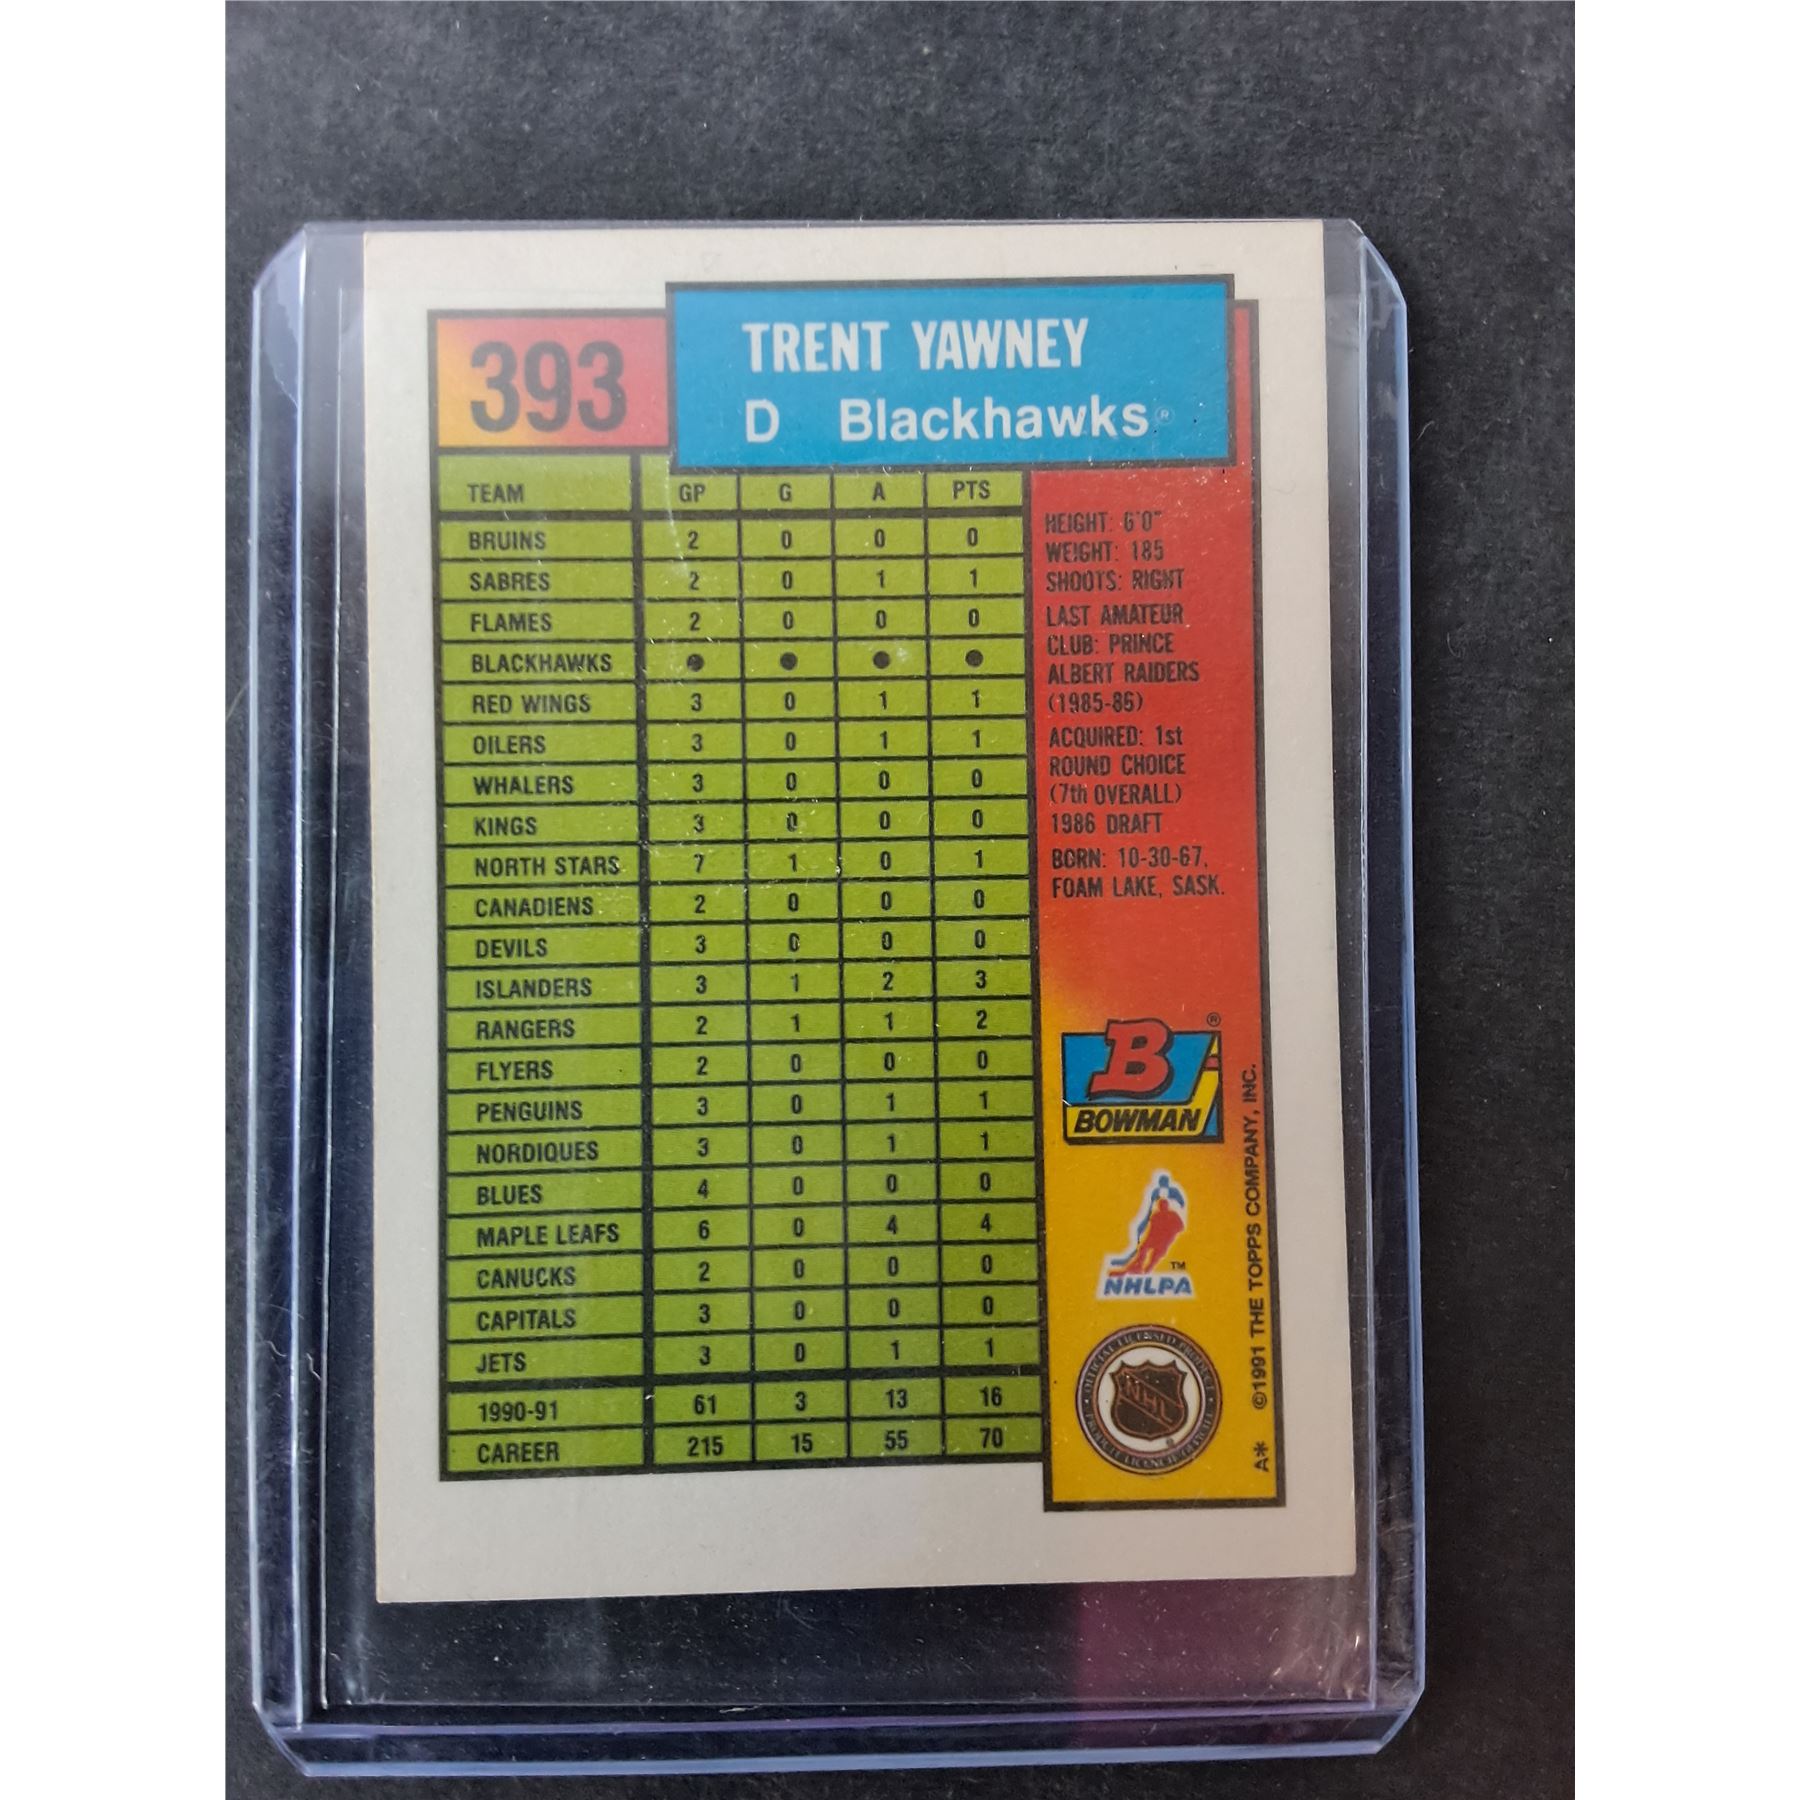 393
TRENT YAWNEY
D Blackhawks®
TEAM GP G A PTS
BRUINS 2 0 0 0
SABRES 2 0 1 1
FLAMES 2 0 0 0
BLACKHAWKS ● ● ● ●
RED WINGS 3 0 1 1
OILERS 3 0 1 1
WHALERS 3 0 0 0
KINGS 3 0 0 0
NORTH STARS 7 1 0 1
CANADIENS 2 0 0 0
DEVILS 3 0 0 0
ISLANDERS 3 1 2 3
RANGERS 2 1 1 2
FLYERS 2 0 0 0
PENGUINS 3 0 1 1
NORDIQUES 3 0 1 1
BLUES 4 0 0 0
MAPLE LEAFS 6 0 4 4
CANUCKS 2 0 0 0
CAPITALS 3 0 0 0
JETS 3 0 1 1
1990-91 61 3 13 16
CAREER 215 15 55 70
HEIGHT: 6'0"
WEIGHT: 185
SHOOTS: RIGHT
LAST AMATEUR
CLUB: PRINCE
ALBERT RAIDERS
(1985-86)
ACQUIRED: 1st
ROUND CHOICE
(7th OVERALL)
1986 DRAFT
BORN: 10-30-67,
FOAM LAKE, SASK.
B ®
BOWMAN
NHLPA ™
OFFICIAL LICENSED PRODUCT
NHL ®
A* ©1991 THE TOPPS COMPANY, INC.